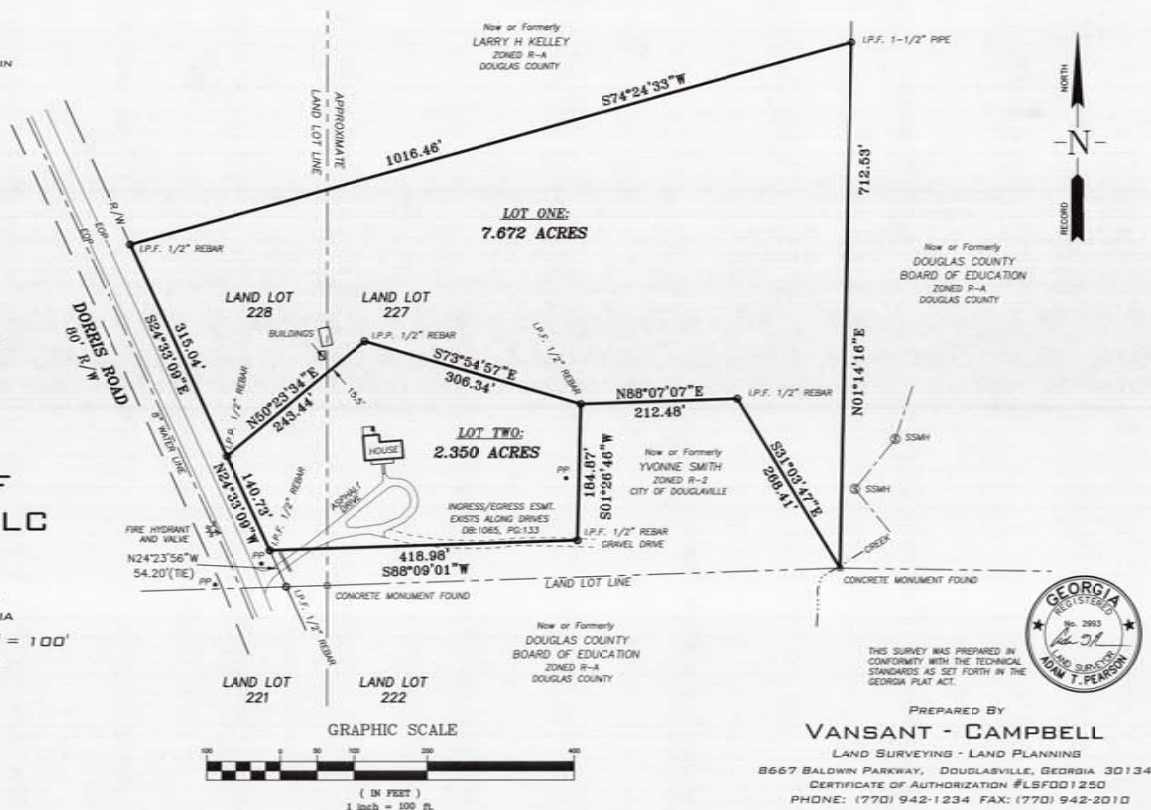 IN
Now or Formerly
LARRY H KELLEY
ZONED R-A
DOUGLAS COUNTY
I.P.F. 1-1/2" PIPE
NORTH
N
RECORD
S74°24'33"W
1016.46'
APPROXIMATE
LAND LOT LINE
712.53'
N01°14'16"E
LOT ONE:
7.672 ACRES
R/W
EOP
EOP
I.P.F. 1/2" REBAR
Now or Formerly
DOUGLAS COUNTY
BOARD OF EDUCATION
ZONED R-A
DOUGLAS COUNTY
DORRIS ROAD
80' R/W
315.04'
S24°33'09"E
8" WATER LINE
LAND LOT
228
LAND LOT
227
BUILDINGS
I.P.P. 1/2" REBAR
15.5'
I.P.F. 1/2" REBAR
S73°54'57"E
306.34'
N88°07'07"E
212.48'
I.P.F. 1/2" REBAR
I.P.P. 1/2" REBAR
N50°23'34"E
243.44'
LOT TWO:
2.350 ACRES
HOUSE
PP
184.87'
S01°26'46"W
Now or Formerly
YVONNE SMITH
ZONED R-2
CITY OF DOUGLAVILLE
S31°03'47"E
268.41'
SSMH
SSMH
CREEK
F
LC
140.73'
N24°33'09"W
I.P.F. 1/2" REBAR
ASPHALT
DRIVE
INGRESS/EGRESS ESMT.
EXISTS ALONG DRIVES
DB:1065, PG:133
FIRE HYDRANT
AND VALVE
PP
I.P.F. 1/2" REBAR
GRAVEL DRIVE
N24°23'56"W
54.20'(TIE)
PP
418.98'
S88°09'01"W
LAND LOT LINE
CONCRETE MONUMENT FOUND
CONCRETE MONUMENT FOUND
I.P.F. 1/2" REBAR
IA
' = 100'
Now or Formerly
DOUGLAS COUNTY
BOARD OF EDUCATION
ZONED R-A
DOUGLAS COUNTY
LAND LOT
221
LAND LOT
222
THIS SURVEY WAS PREPARED IN
CONFORMITY WITH THE TECHNICAL
STANDARDS AS SET FORTH IN THE
GEORGIA PLAT ACT.
GEORGIA
REGISTERED
No. 2993
LAND SURVEYOR
ADAM T. PEARSON
GRAPHIC SCALE
100 0 50 100 200 400
( IN FEET )
1 inch = 100 ft.
PREPARED BY
VANSANT - CAMPBELL
LAND SURVEYING - LAND PLANNING
8667 BALDWIN PARKWAY, DOUGLASVILLE, GEORGIA 30134
CERTIFICATE OF AUTHORIZATION #LSF001250
PHONE: (770) 942-1234 FAX: (770) 942-2010